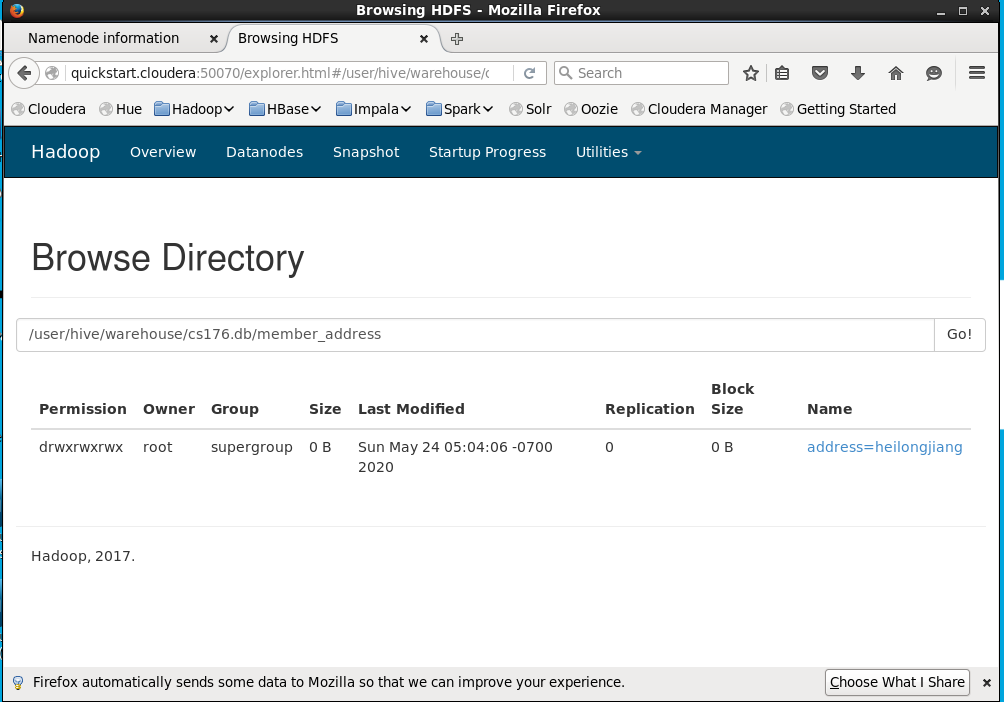 Browsing HDFS - Mozilla Firefox
Namenode information
Browsing HDFS
quickstart.cloudera:50070/explorer.html#/user/hive/warehouse/c
Search
Cloudera Hue Hadoop HBase Impala Spark Solr Oozie Cloudera Manager Getting Started
Hadoop Overview Datanodes Snapshot Startup Progress Utilities
Browse Directory
/user/hive/warehouse/cs176.db/member_address Go!
Permission Owner Group Size Last Modified Replication Block Size Name
drwxrwxrwx root supergroup 0 B Sun May 24 05:04:06 -0700 2020 0 0 B address=heilongjiang
Hadoop, 2017.
Firefox automatically sends some data to Mozilla so that we can improve your experience. Choose What I Share